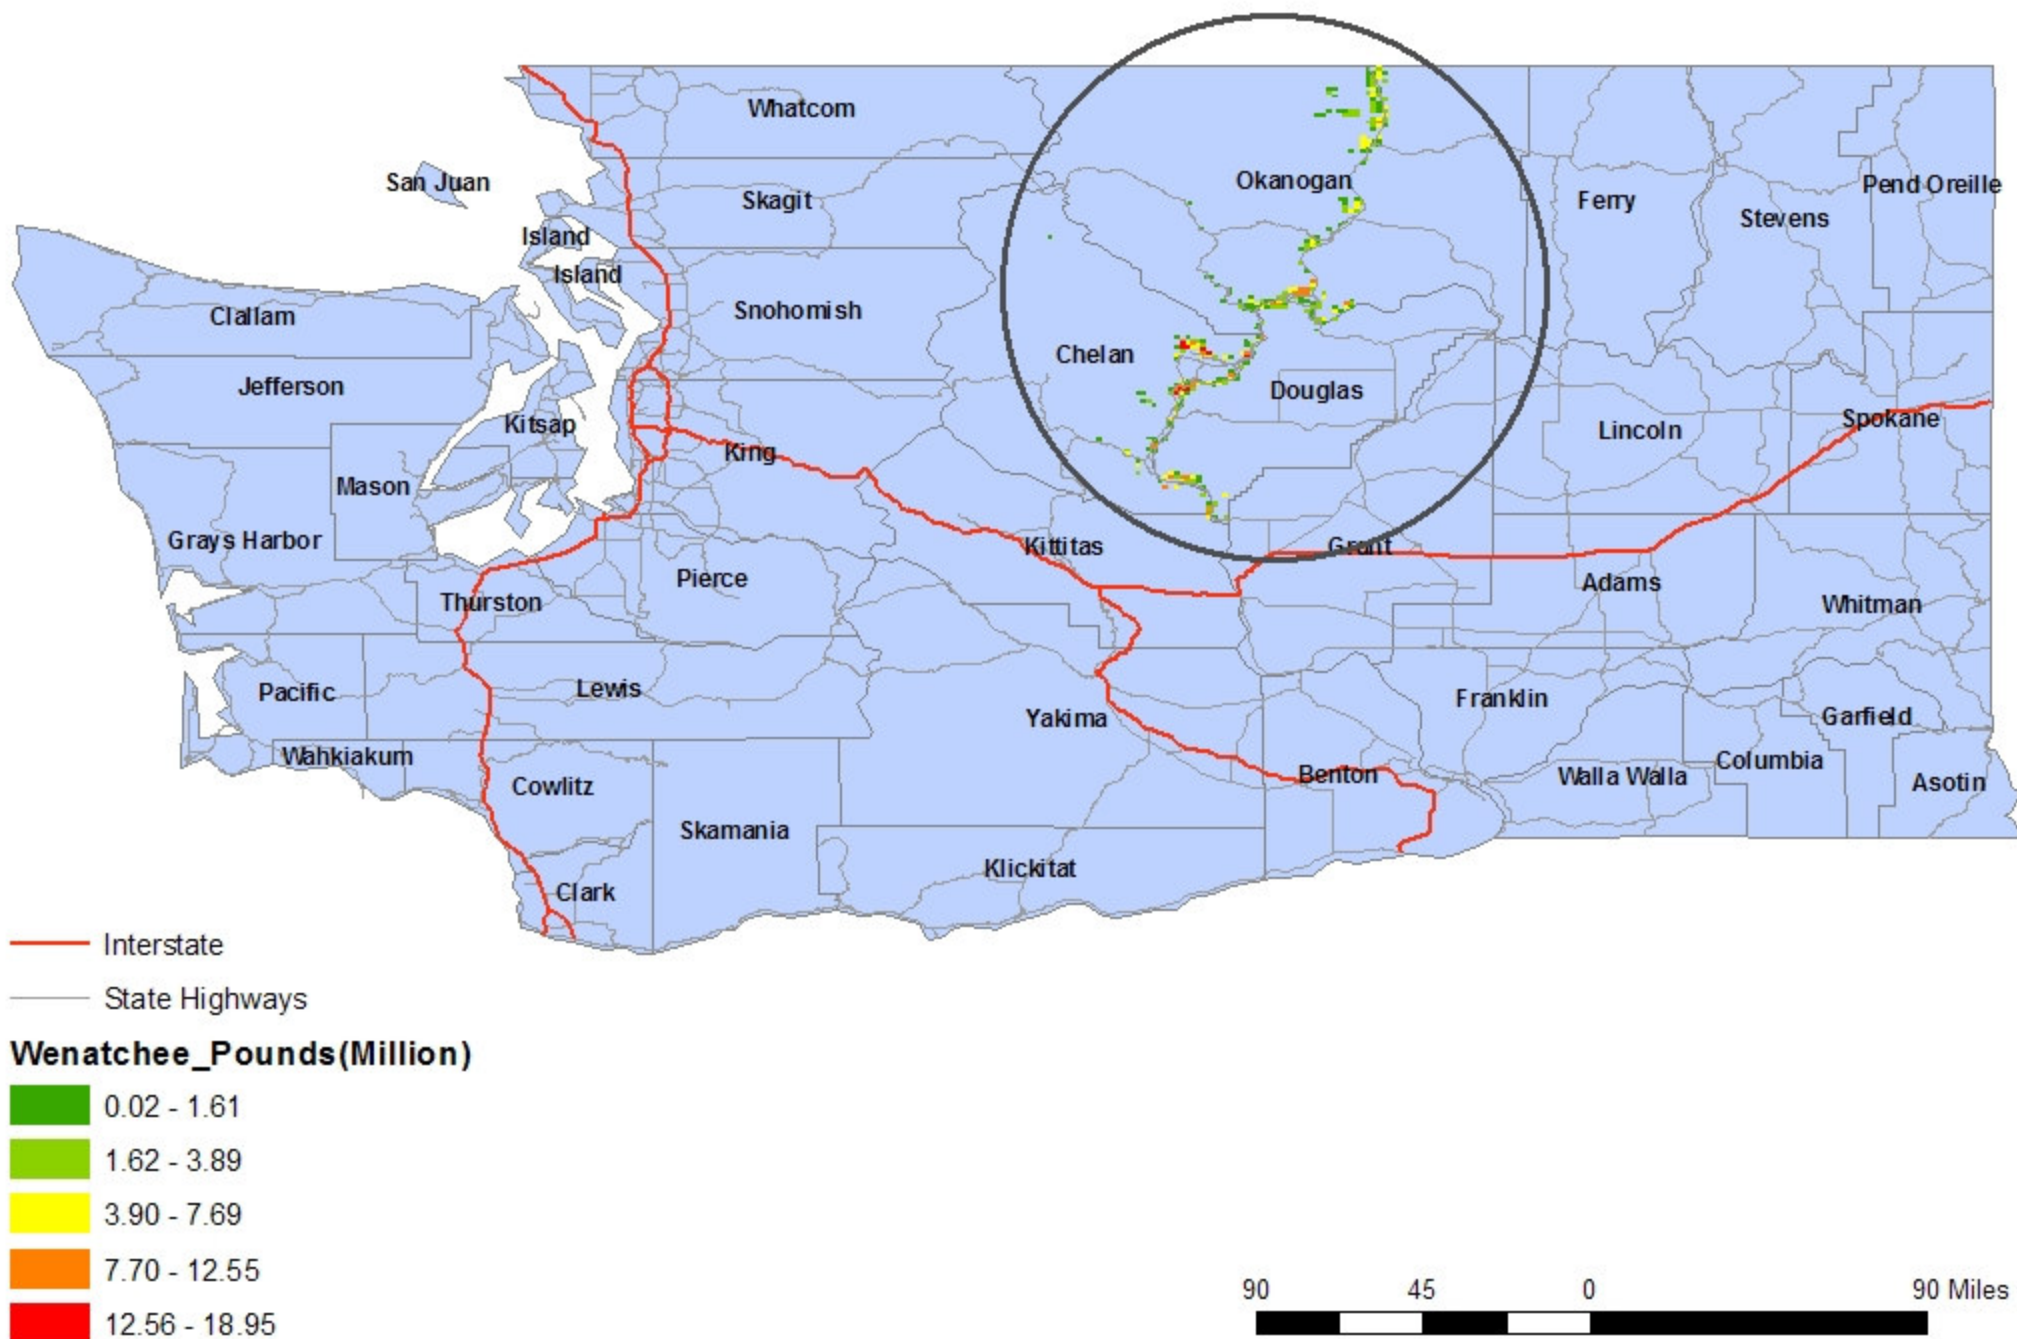 Whatcom
San Juan
Skagit
Okanogan
Ferry
Stevens
Pend Oreille
Island
Island
Clallam
Snohomish
Chelan
Douglas
Jefferson
Kitsap
King
Lincoln
Spokane
Mason
Grays Harbor
Kittitas
Grant
Pierce
Thurston
Adams
Whitman
Pacific
Lewis
Yakima
Franklin
Garfield
Wahkiakum
Cowlitz
Benton
Walla Walla
Columbia
Asotin
Skamania
Klickitat
Clark
Interstate
State Highways
Wenatchee_Pounds(Million)
0.02 - 1.61
1.62 - 3.89
3.90 - 7.69
7.70 - 12.55
12.56 - 18.95
90 45 0 90 Miles